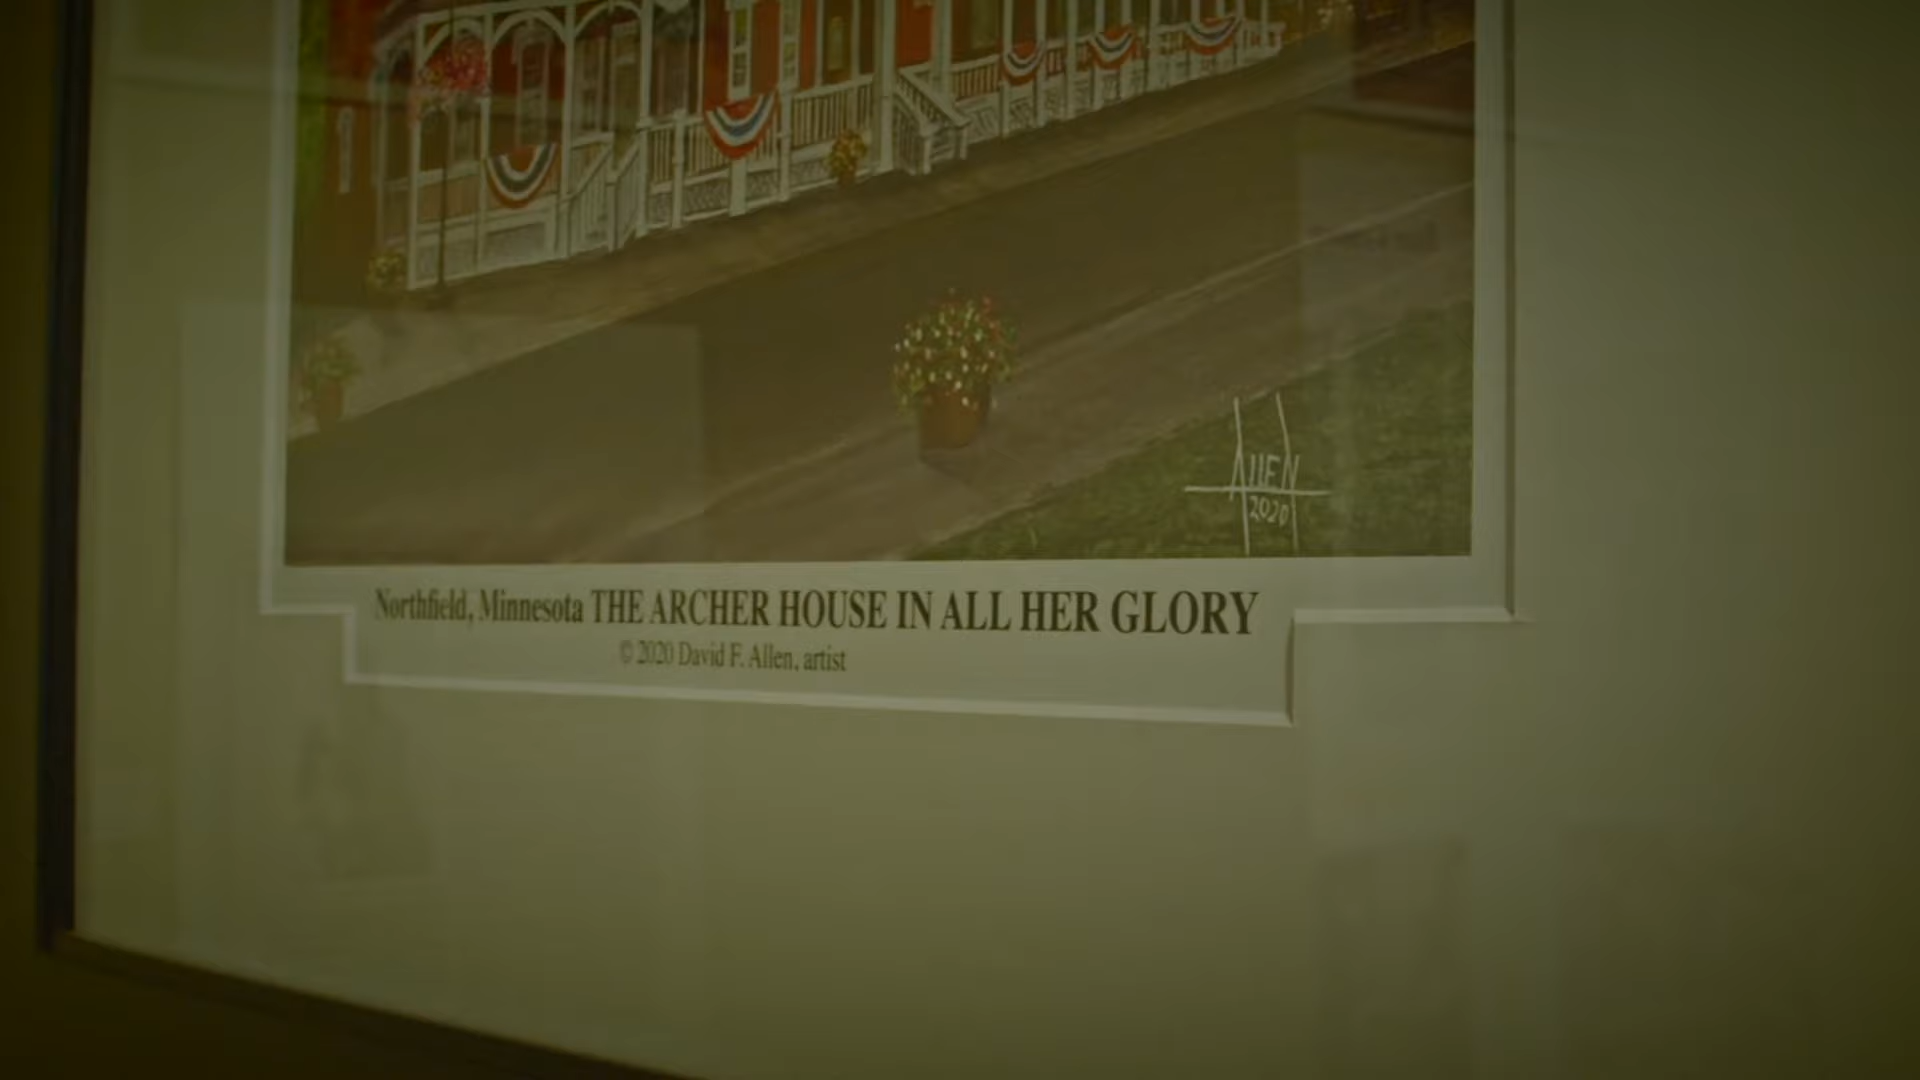 ALLEN
2020
Northfield, Minnesota THE ARCHER HOUSE IN ALL HER GLORY
© 2020 David F. Allen, artist